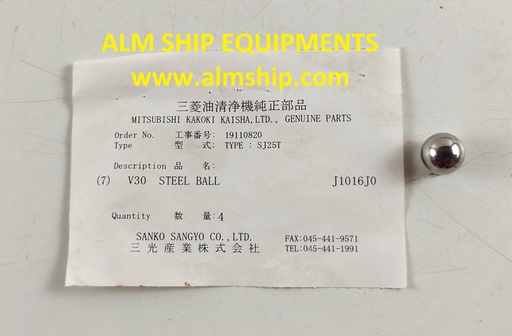 ALM SHIP EQUIPMENTS
www.almship.com
三菱油清浄機純正部品
MITSUBISHI KAKOKI KAISHA,LTD., GENUINE PARTS
Order No. 工事番号: 19110820
Type 型 式: TYPE : SJ25T
Description 品 名:
(7) V30 STEEL BALL J1016J0
Quantity 数 量: 4
SANKO SANGYO CO.,LTD. FAX:045-441-9571
三光産業株式会社 TEL:045-441-1991